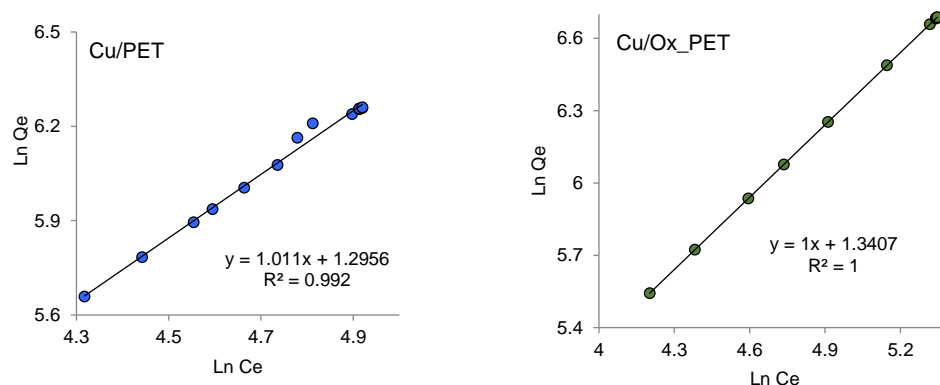 Cu/PET
Ln Qe
6.5
6.2
5.9
5.6
y = 1.011x + 1.2956
R² = 0.992
4.3
4.5
4.7
4.9
Ln Ce
Cu/Ox_PET
Ln Qe
6.6
6.3
6
5.7
5.4
y = 1x + 1.3407
R² = 1
4
4.3
4.6
4.9
5.2
Ln Ce